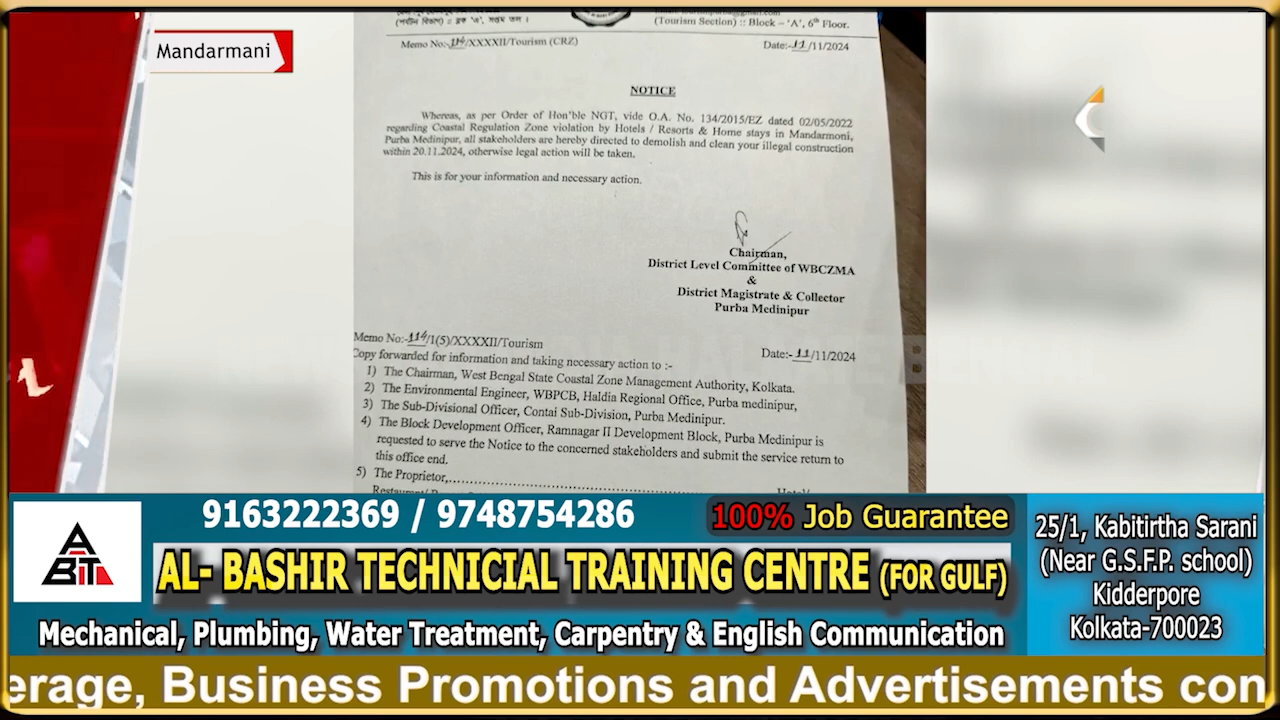 Mandarmani
(পর্যটন বিভাগ) :: ব্লক 'এ', সপ্তম তল ।
(Tourism Section) :: Block – 'A', 6th Floor.
Memo No:-114/XXXXII/Tourism (CRZ)
Date:-11/11/2024
NOTICE
Whereas, as per Order of Hon'ble NGT, vide O.A. No. 134/2015/EZ dated 02/05/2022
regarding Coastal Regulation Zone violation by Hotels / Resorts & Home stays in Mandarmoni,
Purba Medinipur, all stakeholders are hereby directed to demolish and clean your illegal construction
within 20.11.2024, otherwise legal action will be taken.
This is for your information and necessary action.
Chairman,
District Level Committee of WBCZMA
&
District Magistrate & Collector
Purba Medinipur
Memo No:-114/1(5)/XXXXII/Tourism
Date:-11/11/2024
Copy forwarded for information and taking necessary action to :-
1) The Chairman, West Bengal State Coastal Zone Management Authority, Kolkata.
2) The Environmental Engineer, WBPCB, Haldia Regional Office, Purba medinipur,
3) The Sub-Divisional Officer, Contai Sub-Division, Purba Medinipur.
4) The Block Development Officer, Ramnagar II Development Block, Purba Medinipur is
requested to serve the Notice to the concerned stakeholders and submit the service return to
this office end.
5) The Proprietor,.................................................... Hotel/
ABTT
9163222369 / 9748754286
100% Job Guarantee
AL- BASHIR TECHNICIAL TRAINING CENTRE (FOR GULF)
Mechanical, Plumbing, Water Treatment, Carpentry & English Communication
25/1, Kabitirtha Sarani
(Near G.S.F.P. school)
Kidderpore
Kolkata-700023
erage, Business Promotions and Advertisements con